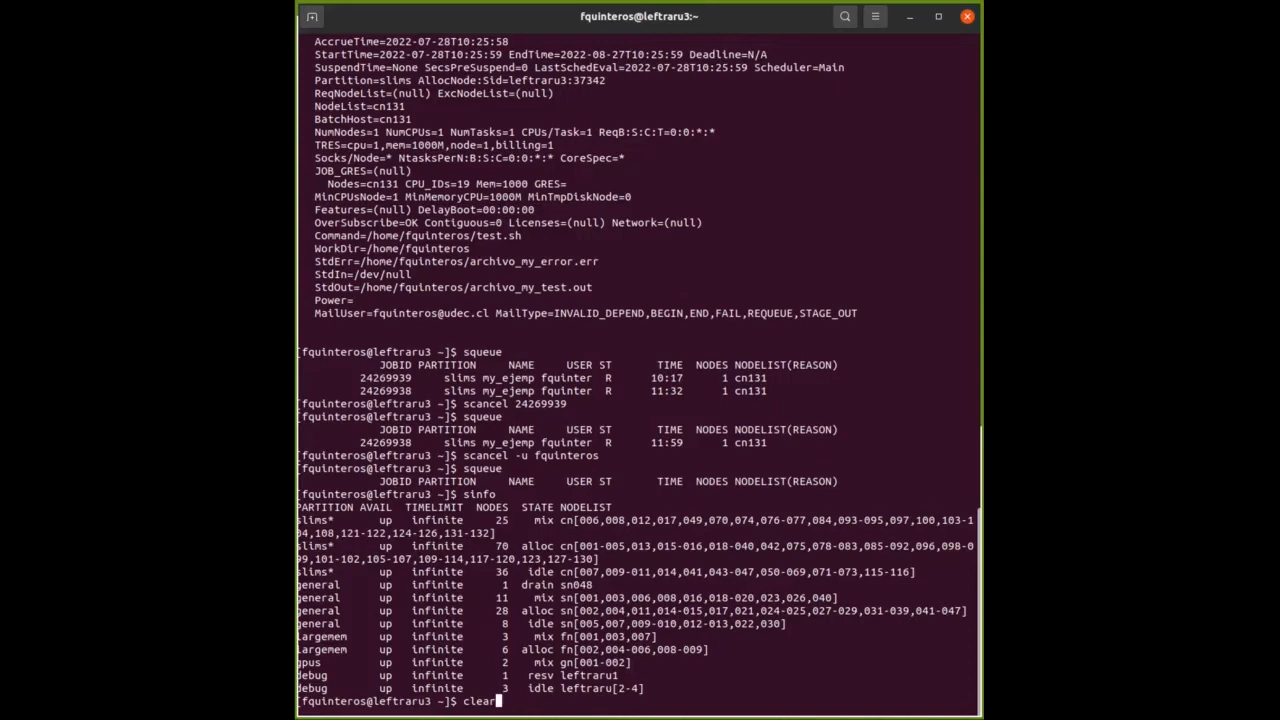 fquinteros@leftraru3:~
AccrueTime=2022-07-28T10:25:58
StartTime=2022-07-28T10:25:59 EndTime=2022-08-27T10:25:59 Deadline=N/A
SuspendTime=None SecsPreSuspend=0 LastSchedEval=2022-07-28T10:25:59 Scheduler=Main
Partition=slims AllocNode:Sid=leftraru3:37342
ReqNodeList=(null) ExcNodeList=(null)
NodeList=cn131
BatchHost=cn131
NumNodes=1 NumCPUs=1 NumTasks=1 CPUs/Task=1 ReqB:S:C:T=0:0:*:*
TRES=cpu=1,mem=1000M,node=1,billing=1
Socks/Node=* NtasksPerN:B:S:C=0:0:*:* CoreSpec=*
JOB_GRES=(null)
Nodes=cn131 CPU_IDs=19 Mem=1000 GRES=
MinCPUsNode=1 MinMemoryCPU=1000M MinTmpDiskNode=0
Features=(null) DelayBoot=00:00:00
OverSubscribe=OK Contiguous=0 Licenses=(null) Network=(null)
Command=/home/fquinteros/test.sh
WorkDir=/home/fquinteros
StdErr=/home/fquinteros/archivo_my_error.err
StdIn=/dev/null
StdOut=/home/fquinteros/archivo_my_test.out
Power=
MailUser=fquinteros@udec.cl MailType=INVALID_DEPEND,BEGIN,END,FAIL,REQUEUE,STAGE_OUT
[fquinteros@leftraru3 ~]$ squeue
JOBID PARTITION NAME USER ST TIME NODES NODELIST(REASON)
24269939 slims my_ejemp fquinter R 10:17 1 cn131
24269938 slims my_ejemp fquinter R 11:32 1 cn131
[fquinteros@leftraru3 ~]$ scancel 24269939
[fquinteros@leftraru3 ~]$ squeue
JOBID PARTITION NAME USER ST TIME NODES NODELIST(REASON)
24269938 slims my_ejemp fquinter R 11:59 1 cn131
[fquinteros@leftraru3 ~]$ scancel -u fquinteros
[fquinteros@leftraru3 ~]$ squeue
JOBID PARTITION NAME USER ST TIME NODES NODELIST(REASON)
[fquinteros@leftraru3 ~]$ sinfo
PARTITION AVAIL TIMELIMIT NODES STATE NODELIST
slims* up infinite 25 mix cn[006,008,012,017,049,070,074,076-077,084,093-095,097,100,103-1
04,108,121-122,124-126,131-132]
slims* up infinite 70 alloc cn[001-005,013,015-016,018-040,042,075,078-083,085-092,096,098-0
99,101-102,105-107,109-114,117-120,123,127-130]
slims* up infinite 36 idle cn[007,009-011,014,041,043-047,050-069,071-073,115-116]
general up infinite 1 drain sn048
general up infinite 11 mix sn[001,003,006,008,016,018-020,023,026,040]
general up infinite 28 alloc sn[002,004,011,014-015,017,021,024-025,027-029,031-039,041-047]
general up infinite 8 idle sn[005,007,009-010,012-013,022,030]
largemem up infinite 3 mix fn[001,003,007]
largemem up infinite 6 alloc fn[002,004-006,008-009]
gpus up infinite 2 mix gn[001-002]
debug up infinite 1 resv leftraru1
debug up infinite 3 idle leftraru[2-4]
[fquinteros@leftraru3 ~]$ clear